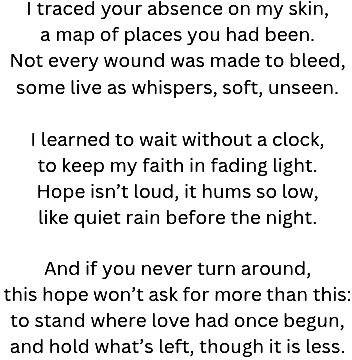 I traced your absence on my skin,
a map of places you had been.
Not every wound was made to bleed,
some live as whispers, soft, unseen.

I learned to wait without a clock,
to keep my faith in fading light.
Hope isn’t loud, it hums so low,
like quiet rain before the night.

And if you never turn around,
this hope won’t ask for more than this:
to stand where love had once begun,
and hold what’s left, though it is less.